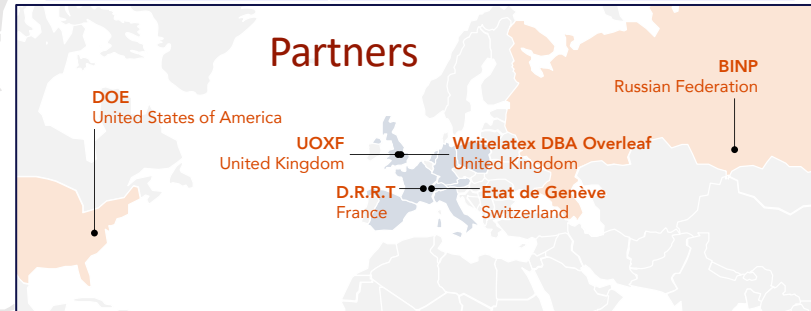 Partners
DOE
United States of America
BINP
Russian Federation
UOXF
United Kingdom
Writelatex DBA Overleaf
United Kingdom
D.R.R.T
France
Etat de Genève
Switzerland